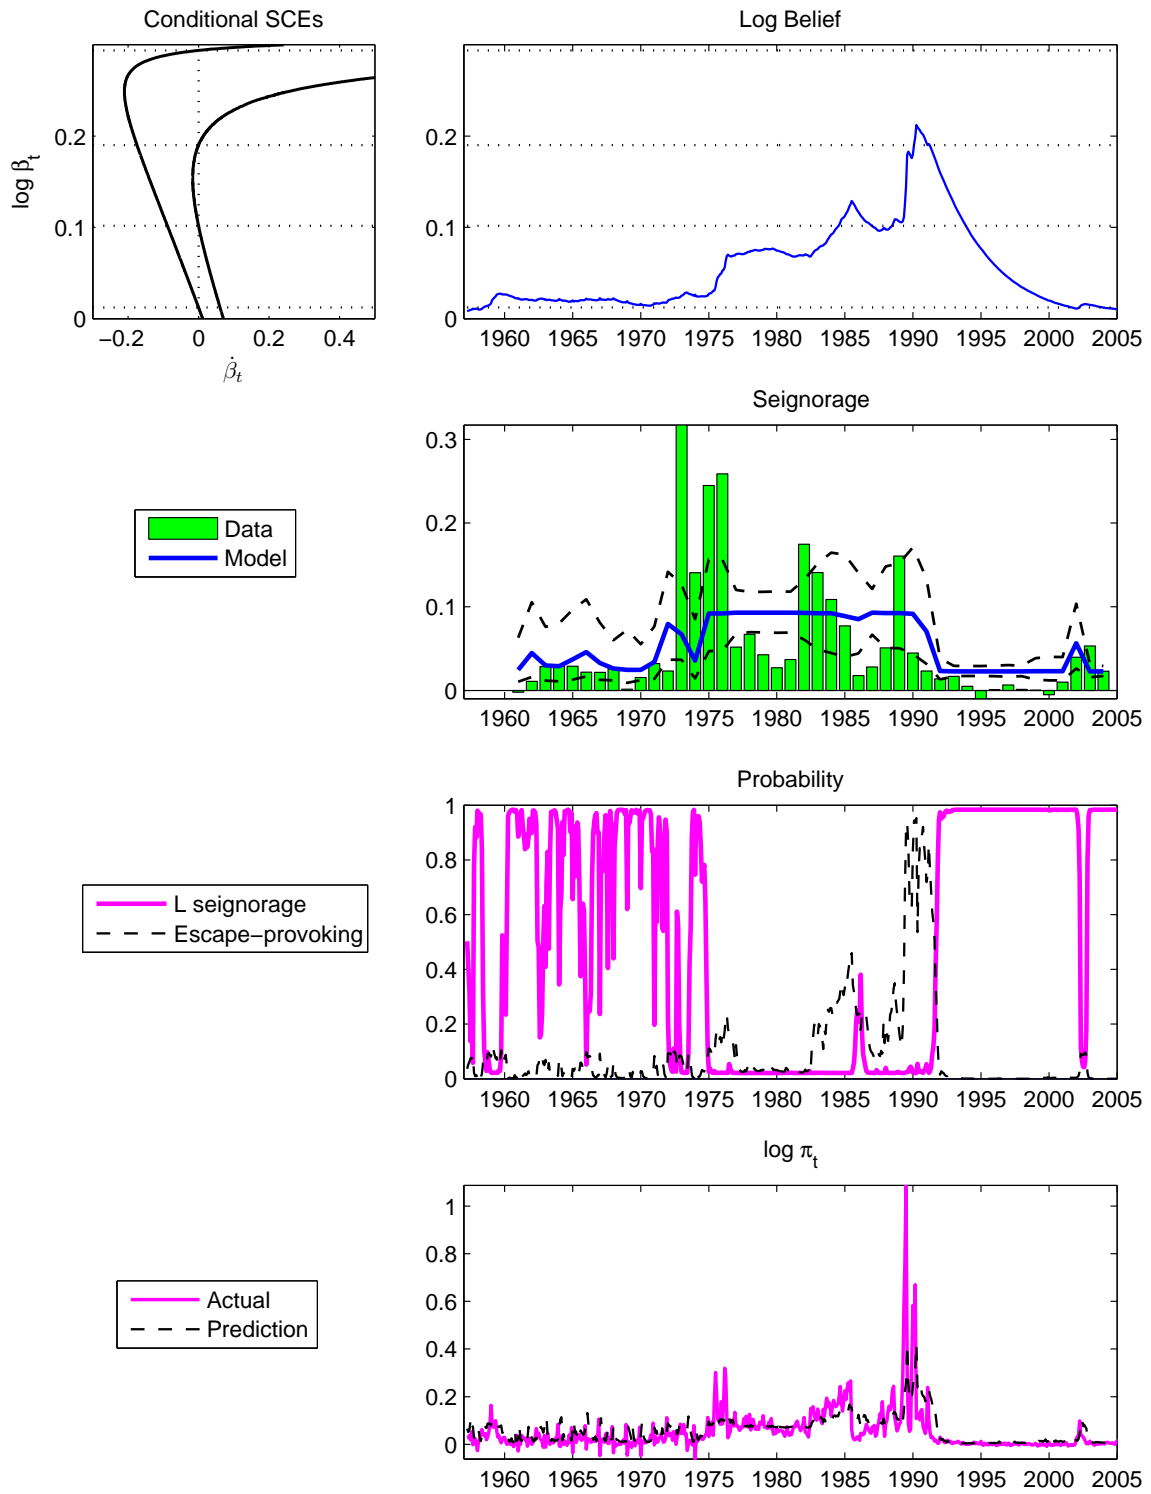 Conditional SCEs
Log Belief
log β_t
0.2
0.1
0
−0.2 0 0.2 0.4
β̇_t
0.2
0.1
0
1960 1965 1970 1975 1980 1985 1990 1995 2000 2005
Seignorage
Data
Model
0.3
0.2
0.1
0
1960 1965 1970 1975 1980 1985 1990 1995 2000 2005
Probability
L seignorage
Escape−provoking
1
0.8
0.6
0.4
0.2
0
1960 1965 1970 1975 1980 1985 1990 1995 2000 2005
log π_t
Actual
Prediction
1
0.8
0.6
0.4
0.2
0
1960 1965 1970 1975 1980 1985 1990 1995 2000 2005